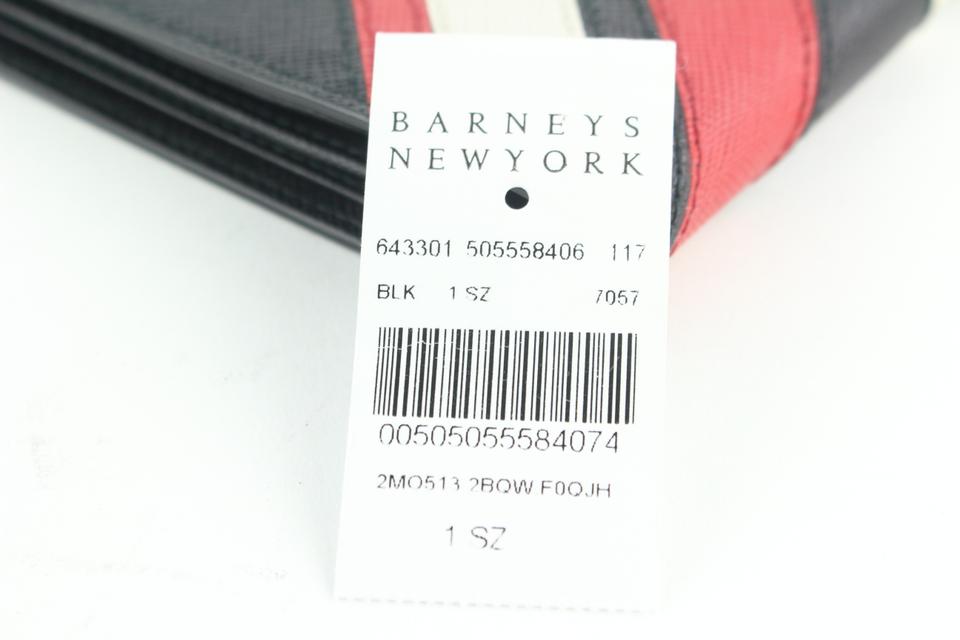 BARNEYS
NEWYORK
643301 505558406 117
BLK 1 SZ 7057
00505055584074
2MO513 2BQW F0QJH
1 SZ